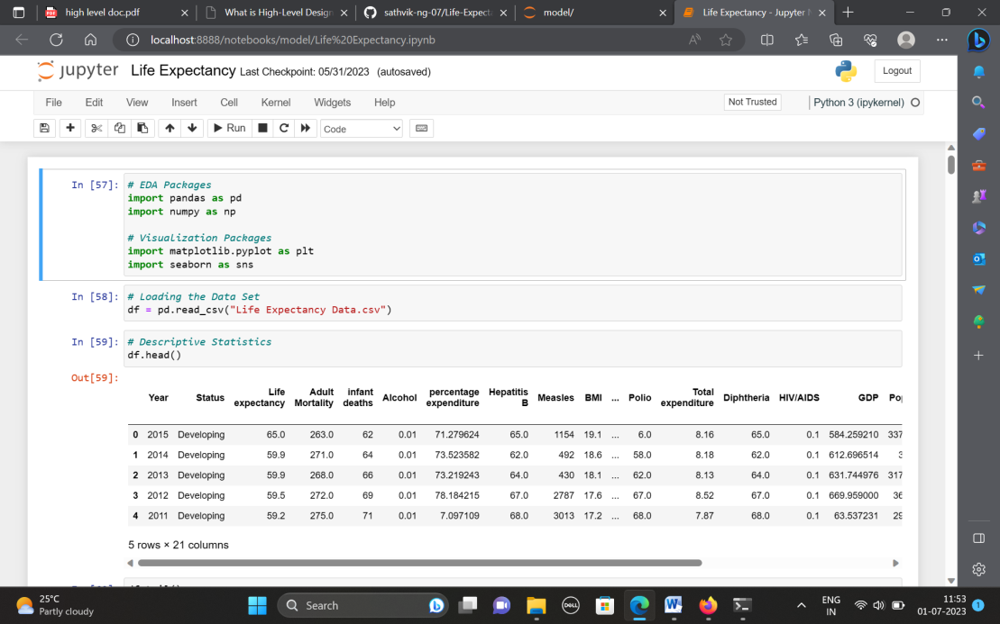 high level doc.pdf
What is High-Level Design
sathvik-ng-07/Life-Expecta
model/
Life Expectancy - Jupyter N
localhost:8888/notebooks/model/Life%20Expectancy.ipynb
jupyter Life Expectancy Last Checkpoint: 05/31/2023 (autosaved)
Logout
File Edit View Insert Cell Kernel Widgets Help
Not Trusted
Python 3 (ipykernel)
Run
Code
In [57]:
# EDA Packages
import pandas as pd
import numpy as np
# Visualization Packages
import matplotlib.pyplot as plt
import seaborn as sns
In [58]:
# Loading the Data Set
df = pd.read_csv("Life Expectancy Data.csv")
In [59]:
# Descriptive Statistics
df.head()
Out[59]:
Year Status Life expectancy Adult Mortality infant deaths Alcohol percentage expenditure Hepatitis B Measles BMI ... Polio Total expenditure Diphtheria HIV/AIDS GDP Po
0 2015 Developing 65.0 263.0 62 0.01 71.279624 65.0 1154 19.1 ... 6.0 8.16 65.0 0.1 584.259210 337
1 2014 Developing 59.9 271.0 64 0.01 73.523582 62.0 492 18.6 ... 58.0 8.18 62.0 0.1 612.696514 3
2 2013 Developing 59.9 268.0 66 0.01 73.219243 64.0 430 18.1 ... 62.0 8.13 64.0 0.1 631.744976 317
3 2012 Developing 59.5 272.0 69 0.01 78.184215 67.0 2787 17.6 ... 67.0 8.52 67.0 0.1 669.959000 36
4 2011 Developing 59.2 275.0 71 0.01 7.097109 68.0 3013 17.2 ... 68.0 7.87 68.0 0.1 63.537231 29
5 rows × 21 columns
25°C
Partly cloudy
Search
DELL
ENG
IN
11:53
01-07-2023
1